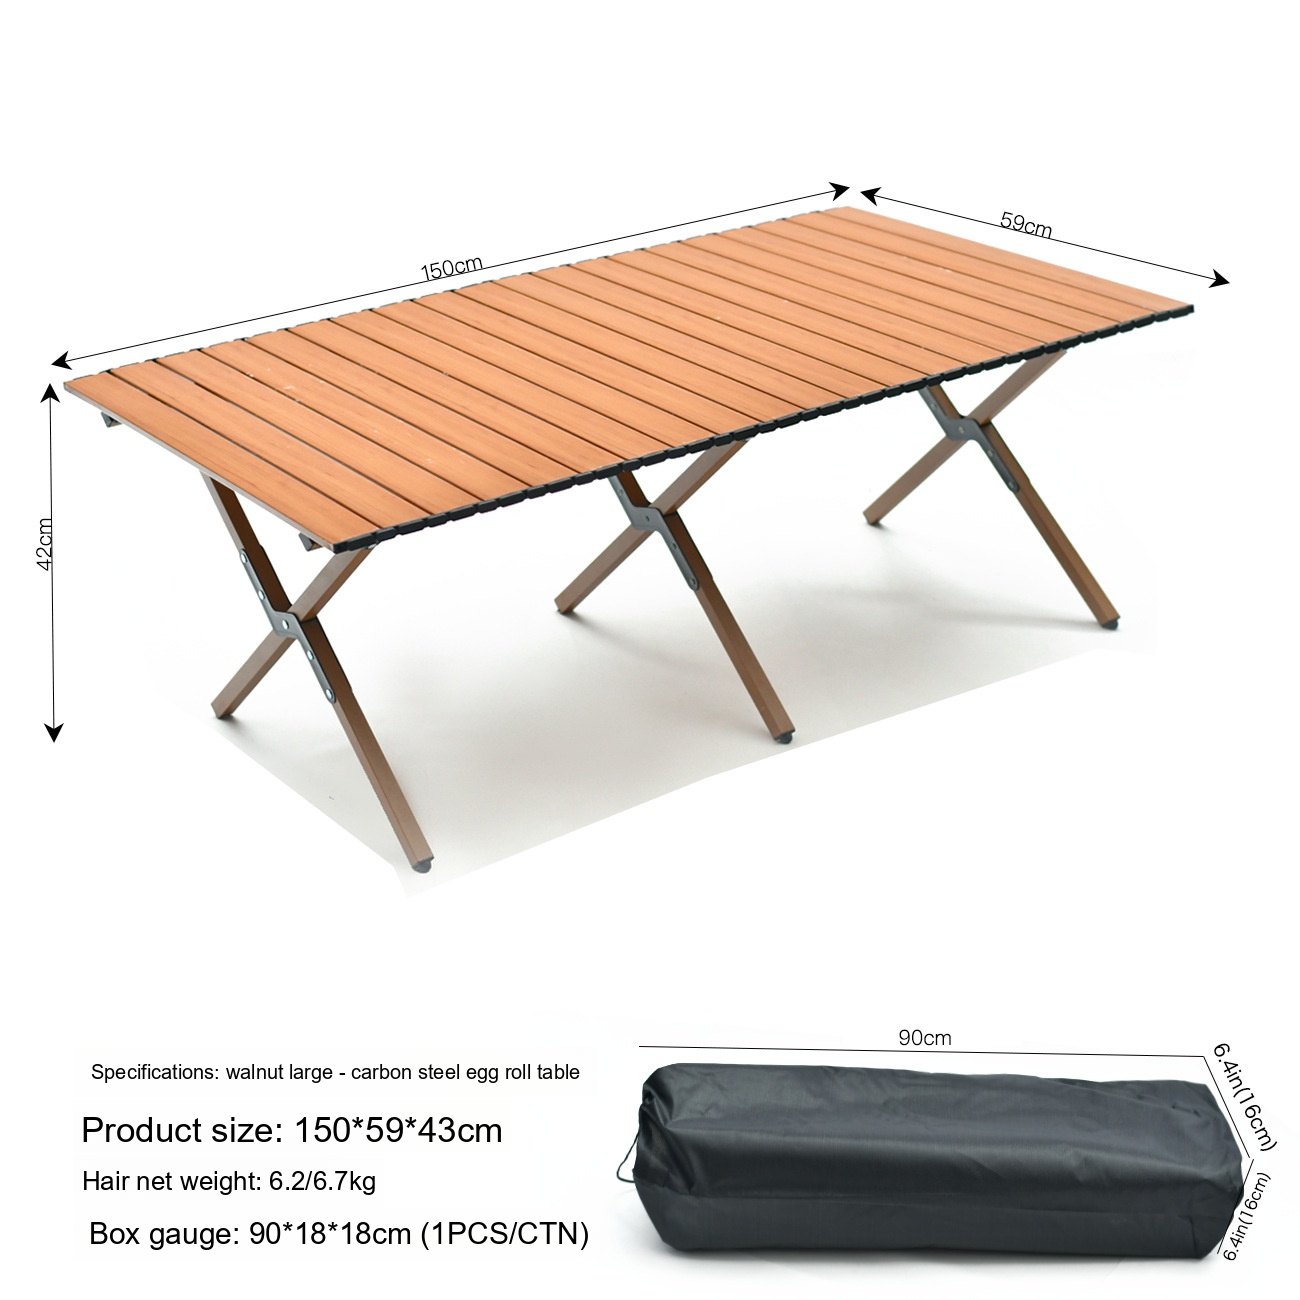 150cm
59cm
42cm
Specifications: walnut large - carbon steel egg roll table
Product size: 150*59*43cm
Hair net weight: 6.2/6.7kg
Box gauge: 90*18*18cm (1PCS/CTN)
90cm
6.4in(16cm)
6.4in(16cm)